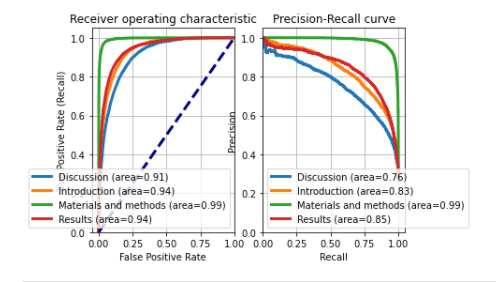 Receiver operating characteristic
Positive Rate (Recall)
1.0
0.8
0.6
0.4
0.2
0.0
Discussion (area=0.91)
Introduction (area=0.94)
Materials and methods (area=0.99)
Results (area=0.94)
0.00 0.25 0.50 0.75 1.00
False Positive Rate
Precision-Recall curve
Precision
1.0
0.8
0.6
0.4
0.2
0.0
Discussion (area=0.76)
Introduction (area=0.83)
Materials and methods (area=0.99)
Results (area=0.85)
0.00 0.25 0.50 0.75 1.00
Recall